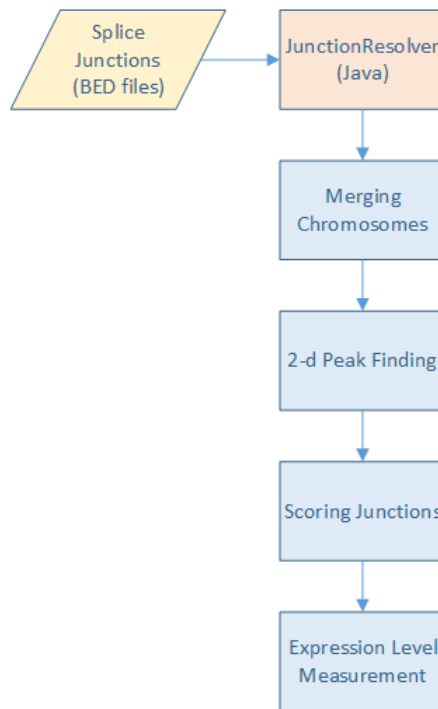 Splice
Junctions
(BED files)
JunctionResolver
(Java)
Merging
Chromosomes
2-d Peak Finding
Scoring Junctions
Expression Level
Measurement